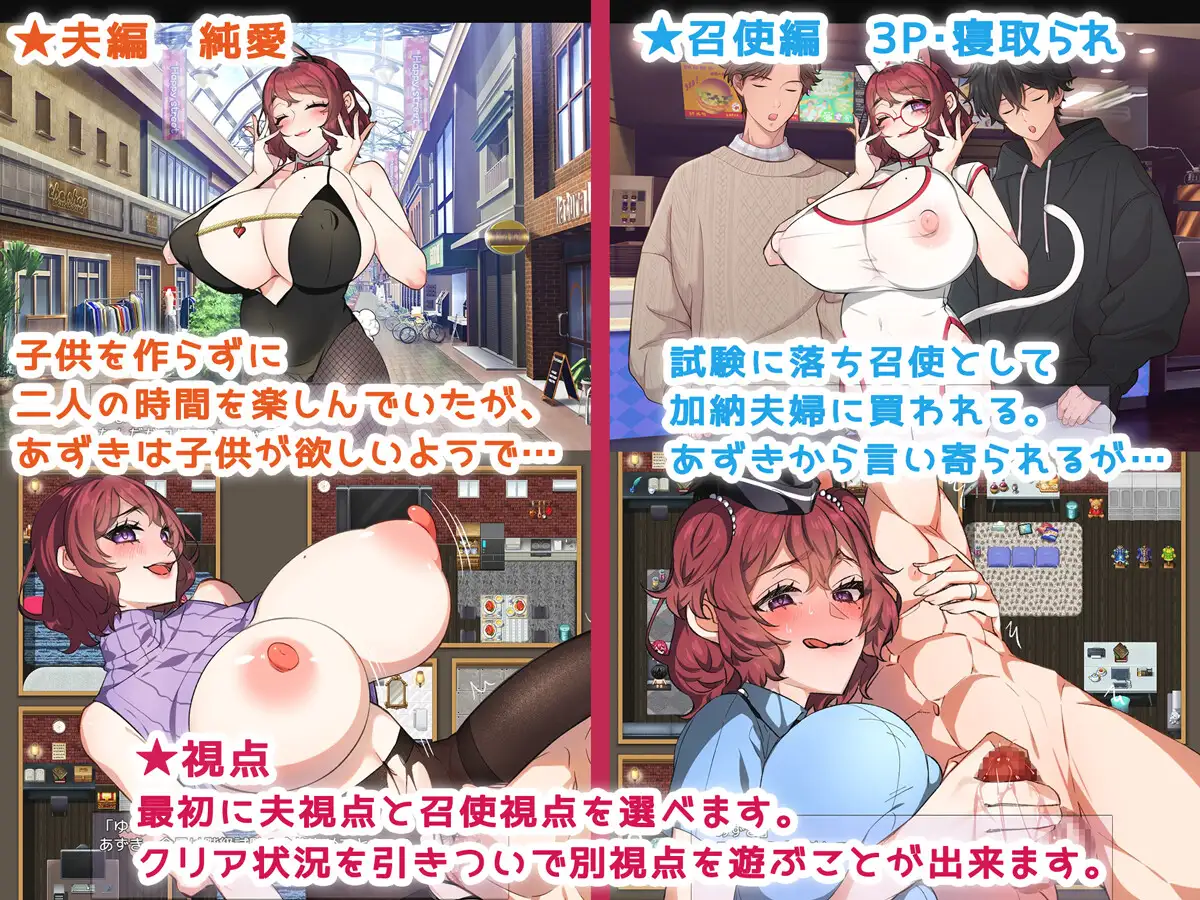 ★夫編　純愛
子供を作らずに
二人の時間を楽しんでいたが、
あずきは子供が欲しいようで…
★召使編　3P・寝取られ
試験に落ち召使として
加納夫婦に買われる。
あずきから言い寄られるが…
★視点
最初に夫視点と召使視点を選べます。
クリア状況を引きついで別視点を遊ぶことが出来ます。
Happy street
Happy street